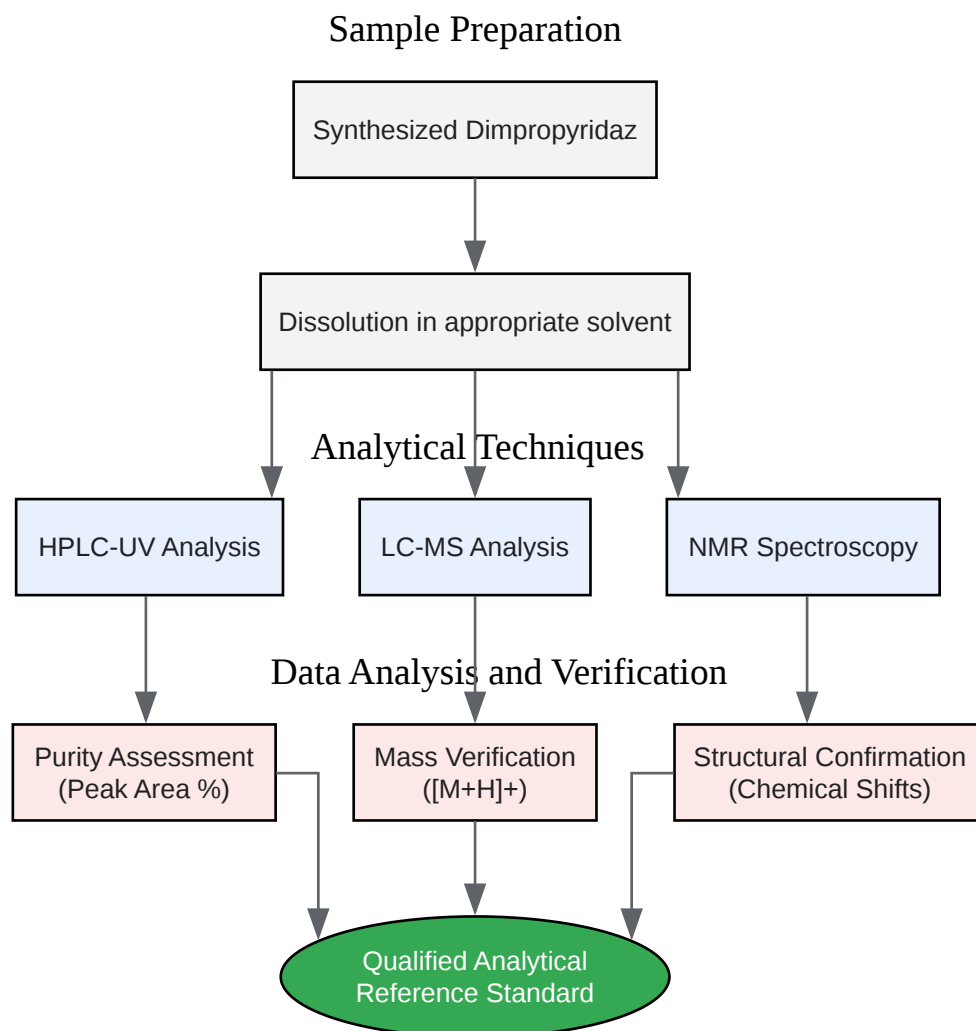 Sample Preparation
Synthesized Dimpropyridaz
Dissolution in appropriate solvent
Analytical Techniques
HPLC-UV Analysis
LC-MS Analysis
NMR Spectroscopy
Data Analysis and Verification
Purity Assessment
(Peak Area %)
Mass Verification
([M+H]+)
Structural Confirmation
(Chemical Shifts)
Qualified Analytical
Reference Standard